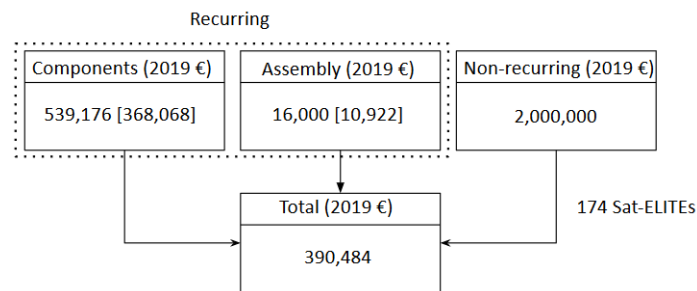 Recurring
Components (2019 €)
539,176 [368,068]
Assembly (2019 €)
16,000 [10,922]
Non-recurring (2019 €)
2,000,000
174 Sat-ELITEs
Total (2019 €)
390,484